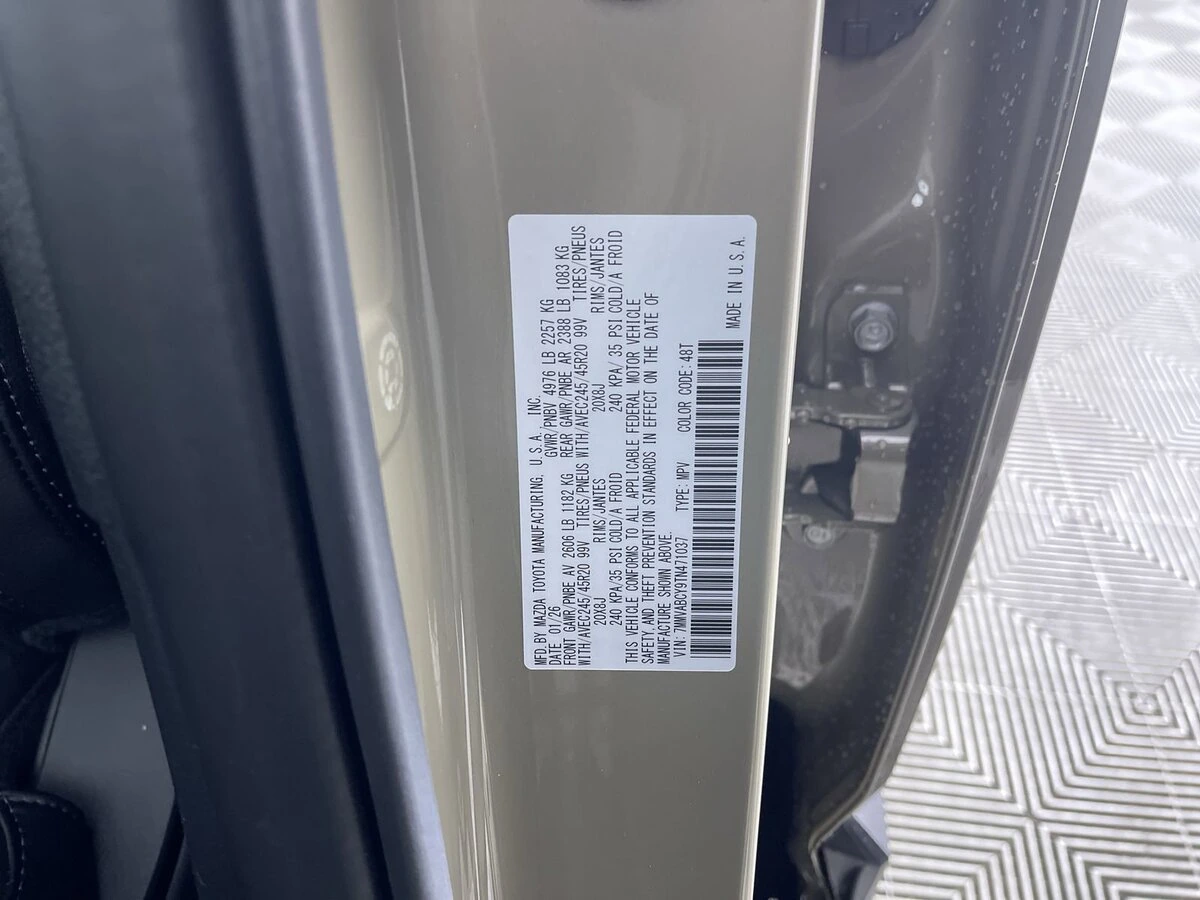 MFD. BY MAZDA TOYOTA MANUFACTURING, U.S.A., INC.
DATE 01/26 GVWR/PNBV 4976 LB 2257 KG
FRONT GAWR/PNBE AV 2606 LB 1182 KG REAR GAWR/PNBE AR 2388 LB 1083 KG
WITH/AVEC245/45R20 99V TIRES/PNEUS WITH/AVEC245/45R20 99V TIRES/PNEUS
20X8J RIMS/JANTES 20X8J RIMS/JANTES
240 KPA/35 PSI COLD/A FROID 240 KPA/ 35 PSI COLD/A FROID
THIS VEHICLE CONFORMS TO ALL APPLICABLE FEDERAL MOTOR VEHICLE
SAFETY AND THEFT PREVENTION STANDARDS IN EFFECT ON THE DATE OF
MANUFACTURE SHOWN ABOVE.
VIN: 7MMVABCY9TN471037 TYPE: MPV COLOR CODE: 48T
MADE IN U.S.A.